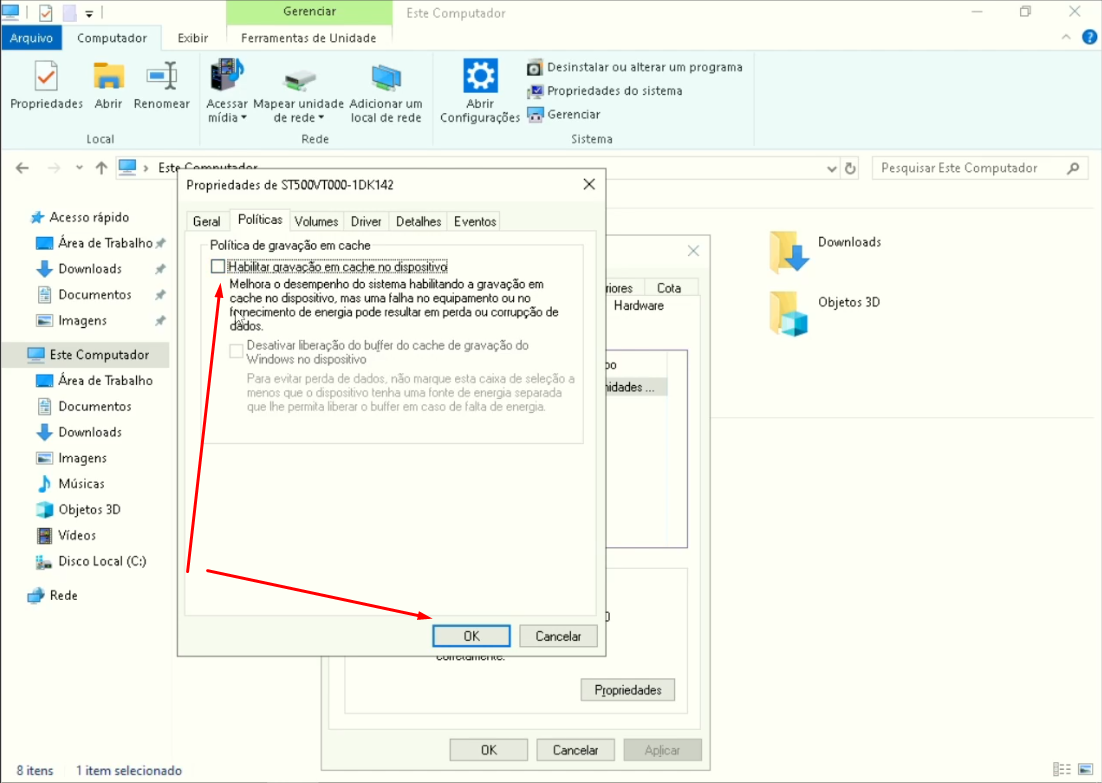 Gerenciar
Este Computador
Arquivo
Computador
Exibir
Ferramentas de Unidade
Propriedades
Abrir
Renomear
Acessar mídia
Mapear unidade de rede
Adicionar um local de rede
Abrir Configurações
Desinstalar ou alterar um programa
Propriedades do sistema
Gerenciar
Local
Rede
Sistema
Este Computador
Pesquisar Este Computador
Acesso rápido
Área de Trabalho
Downloads
Documentos
Imagens
Este Computador
Área de Trabalho
Documentos
Downloads
Imagens
Músicas
Objetos 3D
Vídeos
Disco Local (C:)
Rede
Propriedades de ST500VT000-1DK142
Geral
Políticas
Volumes
Driver
Detalhes
Eventos
Política de gravação em cache
Habilitar gravação em cache no dispositivo
Melhora o desempenho do sistema habilitando a gravação em
cache no dispositivo, mas uma falha no equipamento ou no
fornecimento de energia pode resultar em perda ou corrupção de
dados.
Desativar liberação do buffer do cache de gravação do
Windows no dispositivo
Para evitar perda de dados, não marque esta caixa de seleção a
menos que o dispositivo tenha uma fonte de energia separada
que lhe permita liberar o buffer em caso de falta de energia.
OK
Cancelar
riores
Cota
Hardware
po
nidades ...
corretamente.
Propriedades
OK
Cancelar
Aplicar
Downloads
Objetos 3D
8 itens
1 item selecionado